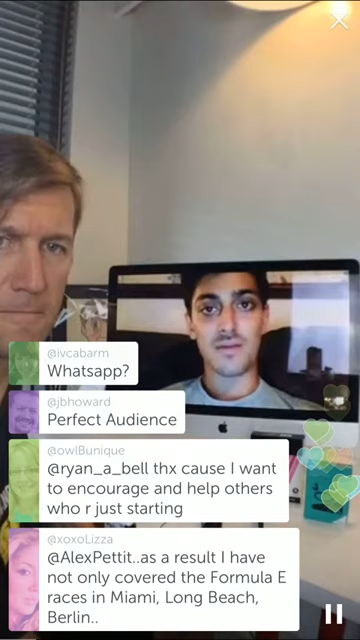 @ivcabarm
Whatsapp?
@jbhoward
Perfect Audience
@owlBunique
@ryan_a_bell thx cause I want
to encourage and help others
who r just starting
@xoxoLizza
@AlexPettit..as a result I have
not only covered the Formula E
races in Miami, Long Beach,
Berlin..